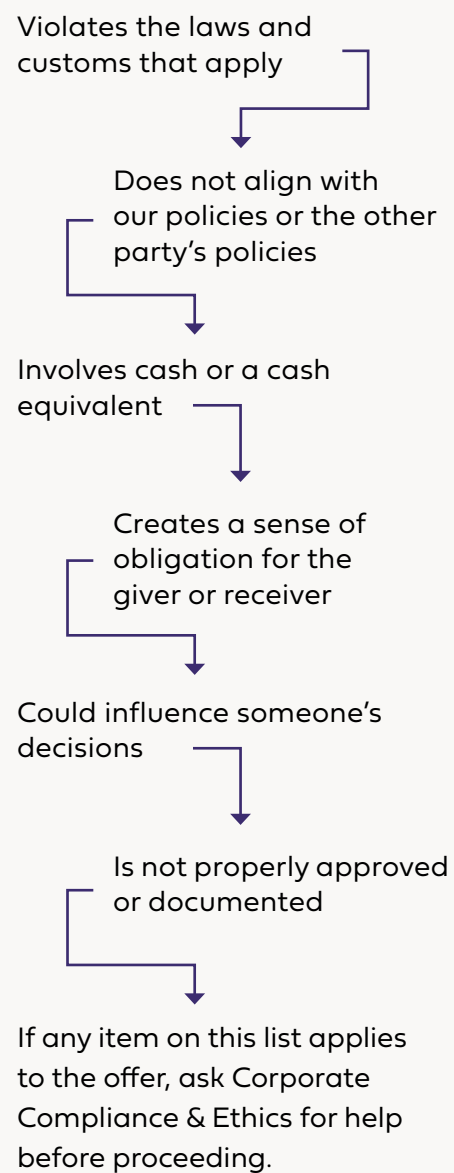 Violates the laws and
customs that apply
Does not align with
our policies or the other
party’s policies
Involves cash or a cash
equivalent
Creates a sense of
obligation for the
giver or receiver
Could influence someone’s
decisions
Is not properly approved
or documented
If any item on this list applies
to the offer, ask Corporate
Compliance & Ethics for help
before proceeding.